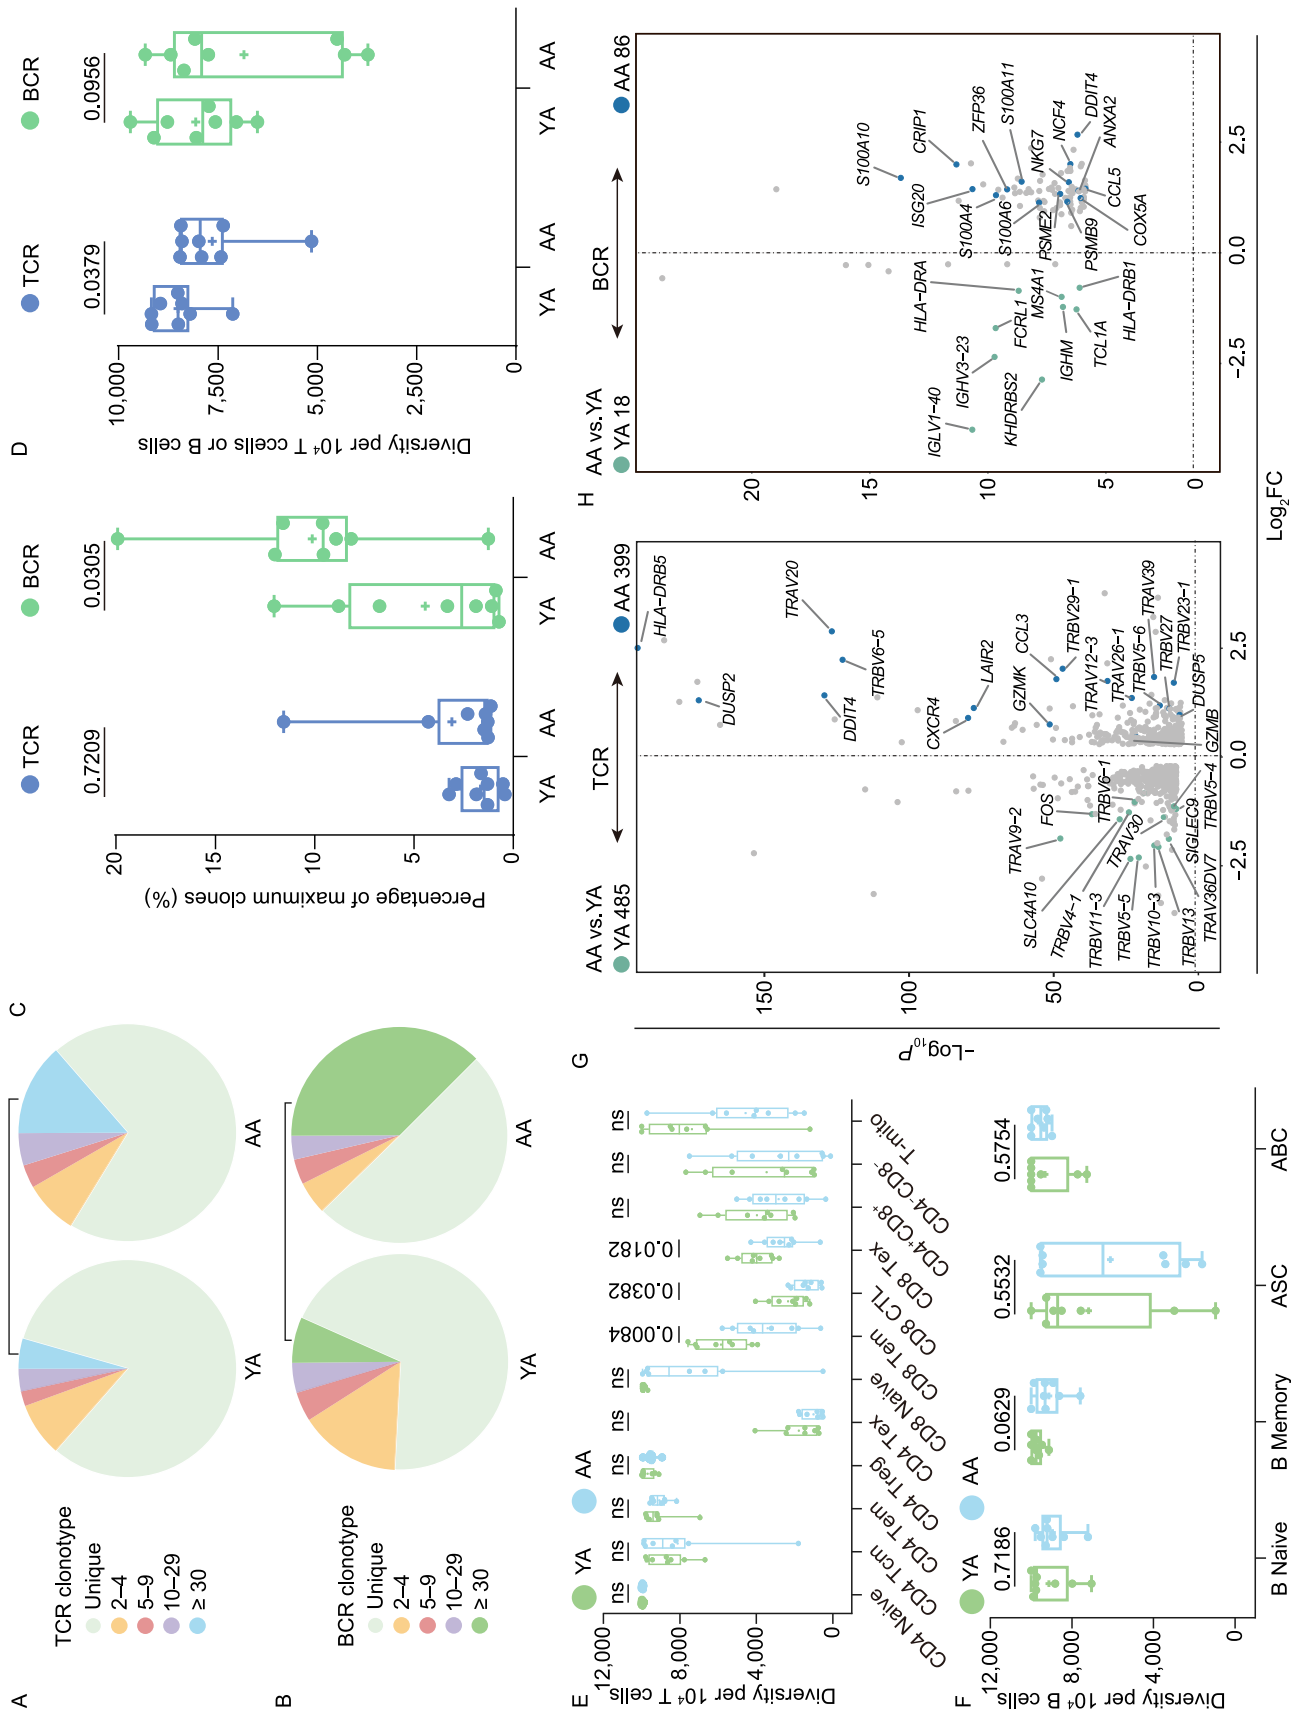 A
TCR clonotype
Unique
2–4
5–9
10–29
≥ 30
YA
AA
B
BCR clonotype
Unique
2–4
5–9
10–29
≥ 30
YA
AA
C
TCR
BCR
0.7209
0.0305
Percentage of maximum clones (%)
20
15
10
5
0
YA
AA
YA
AA
D
TCR
BCR
0.0379
0.0956
Diversity per 10⁴ T ccells or B cells
10,000
7,500
5,000
2,500
0
YA
AA
YA
AA
E
YA
AA
Diversity per 10⁴ T cells
12,000
8,000
4,000
0
ns
ns
ns
ns
ns
ns
0.0084
0.0382
0.0182
ns
ns
ns
CD4 Naive
CD4 Tcm
CD4 Tem
CD4 Treg
CD4 Tex
CD8 Naive
CD8 Tem
CD8 CTL
CD8 Tex
CD4⁺CD8⁺
CD4⁻CD8⁻
T-mito
F
YA
AA
Diversity per 10⁴ B cells
12,000
8,000
4,000
0
0.7186
0.0629
0.5532
0.5754
B Naive
B Memory
ASC
ABC
G
AA vs.YA
YA 485
TCR
AA 399
−Log₁₀P
150
100
50
0
−2.5
0.0
2.5
HLA−DRB5
DUSP2
TRAV20
TRBV6−5
DDIT4
LAIR2
CXCR4
CCL3
GZMK
TRBV29−1
TRAV12−3
TRAV26−1
TRBV5−6
TRAV39
TRBV27
TRBV23−1
DUSP5
GZMB
TRAV9−2
FOS
TRBV6−1
SLC4A10
TRBV4−1
TRAV30
TRBV11−3
TRBV5−5
TRBV10−3
TRBV13
TRAV36DV7
SIGLEC9
TRBV5−4
H
AA vs.YA
YA 18
BCR
AA 86
20
15
10
5
0
−2.5
0.0
2.5
Log₂FC
S100A10
CRIP1
ISG20
ZFP36
S100A4
S100A11
S100A6
NKG7
PSME2
NCF4
DDIT4
ANXA2
PSMB9
CCL5
COX5A
HLA−DRA
FCRL1
MS4A1
IGLV1−40
IGHV3−23
KHDRBS2
IGHM
TCL1A
HLA−DRB1